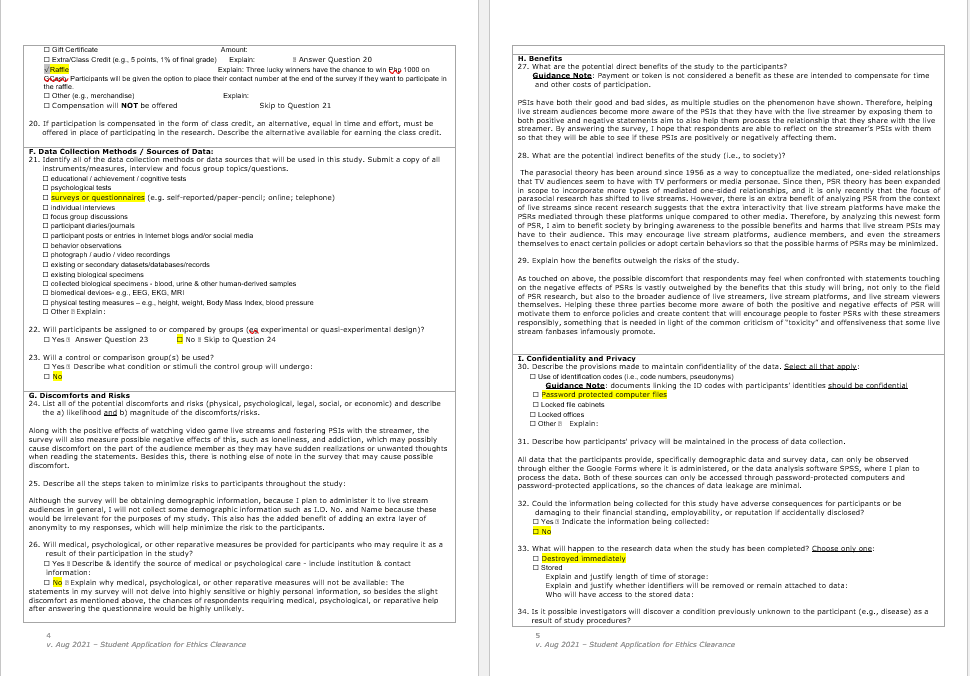 ☐ Gift Certificate Amount:
☐ Extra/Class Credit (e.g., 5 points, 1% of final grade) Answer Question 20
Raffle Explain: Three lucky winners have the chance to win Php 1000 on
GCash. Participants will be given the option to place their contact number at the end of the survey if they want to participate in
the raffle.
☐ Other (e.g., merchandise) Explain:
☐ Compensation will NOT be offered Skip to Question 21
20. If participation is compensated in the form of class credit, an alternative, equal in time and effort, must be
offered in place of participating in the research. Describe the alternative available for earning the class credit.
F. Data Collection Methods / Sources of Data:
21. Identify all of the data collection methods or data sources that will be used in this study. Submit a copy of all
instruments/measures, interview and focus group topics/questions.
☐ educational / achievement / cognitive tests
☐ psychological tests
☐ surveys or questionnaires (e.g. self-reported/paper-pencil; online; telephone)
☐ individual interviews
☐ focus group discussions
☐ participant diaries/journals
☐ participant posts or entries in Internet blogs and/or social media
☐ behavior observations
☐ photograph / audio / video recordings
☐ existing or secondary datasets/databases/records
☐ existing biological specimens
☐ collected biological specimens - blood, urine & other human-derived samples
☐ biomedical devices- e.g., EEG, EKG, MRI
☐ physical testing measures – e.g., height, weight, Body Mass Index, blood pressure
☐ Other Explain:
22. Will participants be assigned to or compared by groups (as experimental or quasi-experimental design)?
☐ Yes Answer Question 23 ☐ No Skip to Question 24
23. Will a control or comparison group(s) be used?
☐ Yes Describe what condition or stimuli the control group will undergo:
☐ No
G. Discomforts and Risks
24. List all of the potential discomforts and risks (physical, psychological, legal, social, or economic) and describe
the a) likelihood and b) magnitude of the discomforts/risks.
Along with the positive effects of watching video game live streams and fostering PSIs with the streamer, the
survey will also measure possible negative effects of this, such as loneliness, and addiction, which may possibly
cause discomfort on the part of the audience member as they may have sudden realizations or unwanted thoughts
when reading the statements. Besides this, there is nothing else of note in the survey that may cause possible
discomfort.
25. Describe all the steps taken to minimize risks to participants throughout the study:
Although the survey will be obtaining demographic information, because I plan to administer it to live stream
audiences in general, I will not collect some demographic information such as I.D. No. and Name because these
would be irrelevant for the purposes of my study. This also has the added benefit of adding an extra layer of
anonymity to my responses, which will help minimize the risk to the participants.
26. Will medical, psychological, or other reparative measures be provided for participants who may require it as a
result of their participation in the study?
☐ Yes Describe & identify the source of medical or psychological care - include institution & contact
information:
☐ No Explain why medical, psychological, or other reparative measures will not be available: The
statements in my survey will not delve into highly sensitive or highly personal information, so besides the slight
discomfort as mentioned above, the chances of respondents requiring medical, psychological, or reparative help
after answering the questionnaire would be highly unlikely.
4
v. Aug 2021 – Student Application for Ethics Clearance
H. Benefits
27. What are the potential direct benefits of the study to the participants?
Guidance Note: Payment or token is not considered a benefit as these are intended to compensate for time
and other costs of participation.
PSIs have both their good and bad sides, as multiple studies on the phenomenon have shown. Therefore, helping
live stream audiences become more aware of the PSIs that they have with the live streamer by exposing them to
both positive and negative statements aim to also help them process the relationship that they share with the live
streamer. By answering the survey, I hope that respondents are able to reflect on the streamer's PSIs with them
so that they will be able to see if these PSIs are positively or negatively affecting them.
28. What are the potential indirect benefits of the study (i.e., to society)?
The parasocial theory has been around since 1956 as a way to conceptualize the mediated, one-sided relationships
that TV audiences seem to have with TV performers or media personae. Since then, PSR theory has been expanded
in scope to incorporate more types of mediated one-sided relationships, and it is only recently that the focus of
parasocial research has shifted to live streams. However, there is an extra benefit of analyzing PSR from the context
of live streams since recent research suggests that the extra interactivity that live stream platforms have make the
PSRs mediated through these platforms unique compared to other media. Therefore, by analyzing this newest form
of PSR, I aim to benefit society by bringing awareness to the possible benefits and harms that live stream PSIs may
have to their audience. This may encourage live stream platforms, audience members, and even the streamers
themselves to enact certain policies or adopt certain behaviors so that the possible harms of PSRs may be minimized.
29. Explain how the benefits outweigh the risks of the study.
As touched on above, the possible discomfort that respondents may feel when confronted with statements touching
on the negative effects of PSRs is vastly outweighed by the benefits that this study will bring, not only to the field
of PSR research, but also to the broader audience of live streamers, live stream platforms, and live stream viewers
themselves. Helping these three parties become more aware of both the positive and negative effects of PSR will
motivate them to enforce policies and create content that will encourage people to foster PSRs with these streamers
responsibly, something that is needed in light of the common criticism of "toxicity" and offensiveness that some live
stream fanbases infamously promote.
I. Confidentiality and Privacy
30. Describe the provisions made to maintain confidentiality of the data. Select all that apply:
☐ Use of identification codes (i.e., code numbers, pseudonyms)
Guidance Note: documents linking the ID codes with participants' identities should be confidential
☐ Password protected computer files
☐ Locked file cabinets
☐ Locked offices
☐ Other Explain:
31. Describe how participants' privacy will be maintained in the process of data collection.
All data that the participants provide, specifically demographic data and survey data, can only be observed
through either the Google Forms where it is administered, or the data analysis software SPSS, where I plan to
process the data. Both of these sources can only be accessed through password-protected computers and
password-protected applications, so the chances of data leakage are minimal.
32. Could the information being collected for this study have adverse consequences for participants or be
damaging to their financial standing, employability, or reputation if accidentally disclosed?
☐ Yes Indicate the information being collected:
☐ No
33. What will happen to the research data when the study has been completed? Choose only one:
☐ Destroyed immediately
☐ Stored
Explain and justify length of time of storage:
Explain and justify whether identifiers will be removed or remain attached to data:
Who will have access to the stored data:
34. Is it possible investigators will discover a condition previously unknown to the participant (e.g., disease) as a
result of study procedures?
5
v. Aug 2021 – Student Application for Ethics Clearance